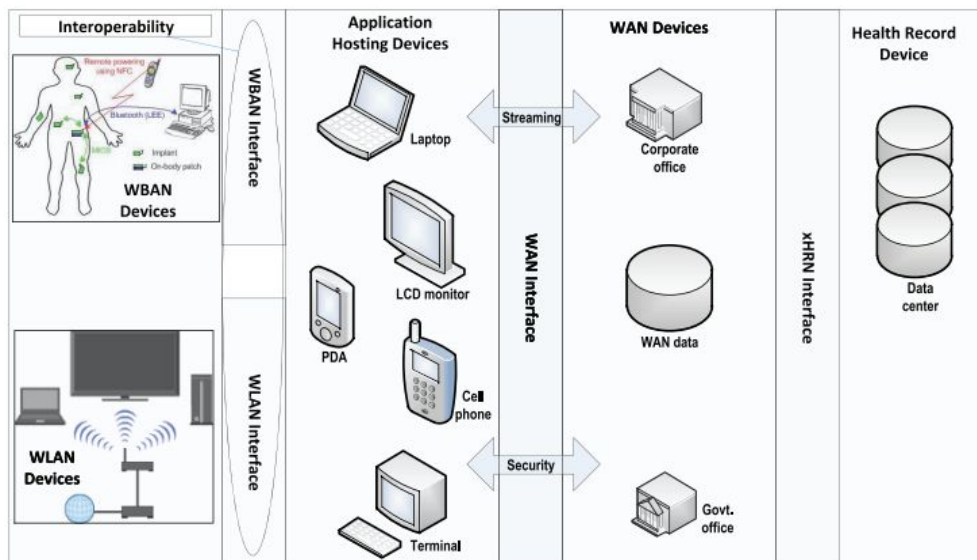 Interoperability
Remote powering
using NFC
Bluetooth (LEE)
MICS
Implant
On-body patch
WBAN
Devices
WLAN
Devices
WBAN Interface
WLAN Interface
Application
Hosting Devices
Laptop
LCD monitor
PDA
Cell
phone
Terminal
Streaming
WAN Interface
Security
WAN Devices
Corporate
office
WAN data
Govt.
office
xHRN Interface
Health Record
Device
Data
center